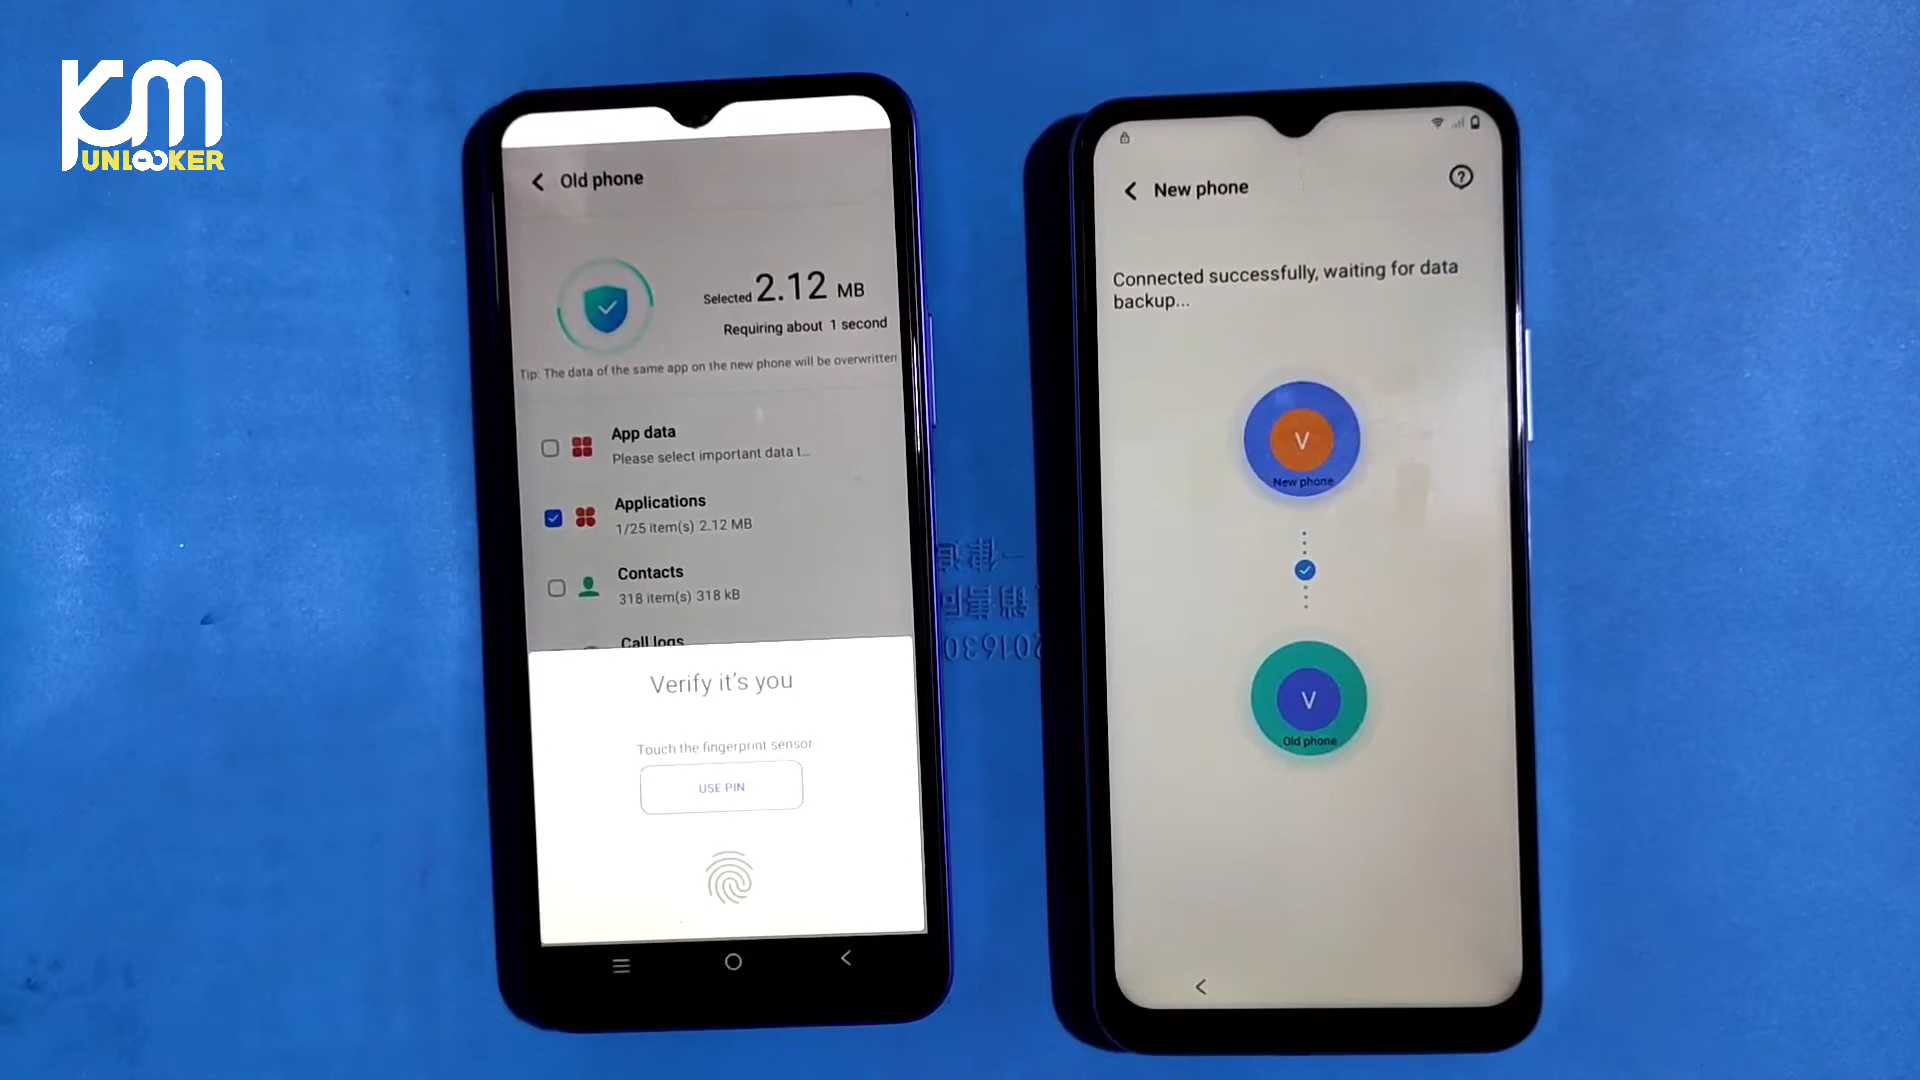 KM
UNLOCKER
Old phone
Selected 2.12 MB
Requiring about 1 second
Tip: The data of the same app on the new phone will be overwritten
App data
Please select important data t...
Applications
1/25 item(s) 2.12 MB
Contacts
318 item(s) 318 kB
Call logs
Verify it's you
Touch the fingerprint sensor
USE PIN
New phone
?
Connected successfully, waiting for data
backup...
V
New phone
V
Old phone
201630